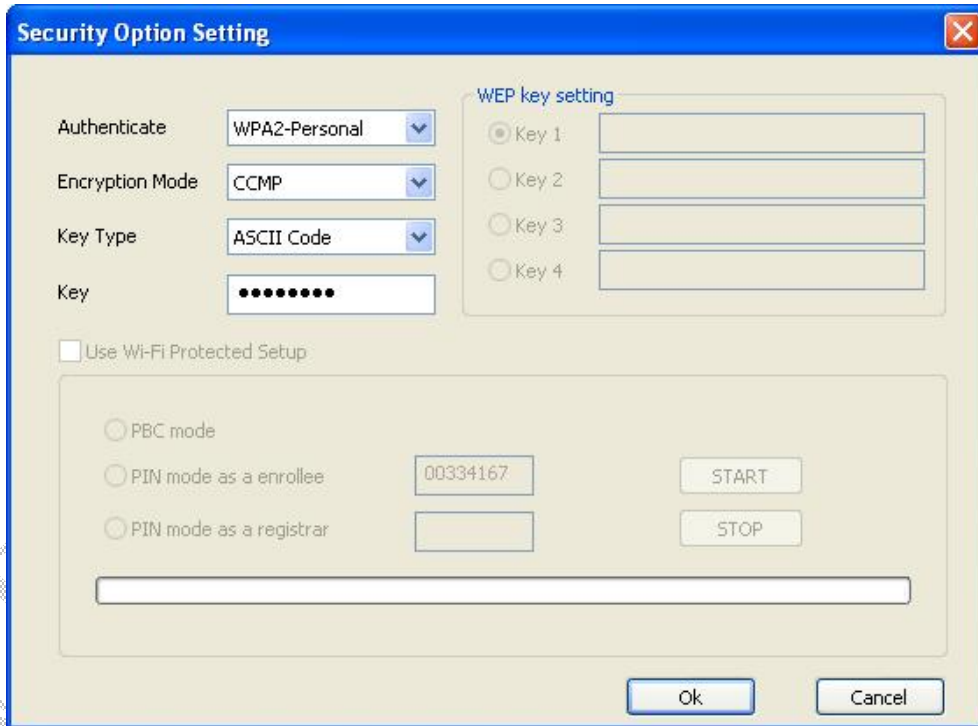 Security Option Setting
WEP key setting
Authenticate WPA2-Personal
Key 1
Encryption Mode CCMP
Key 2
Key Type ASCII Code
Key 3
Key ••••••••
Key 4
Use Wi-Fi Protected Setup
PBC mode
PIN mode as a enrollee 00334167 START
PIN mode as a registrar STOP
Ok Cancel